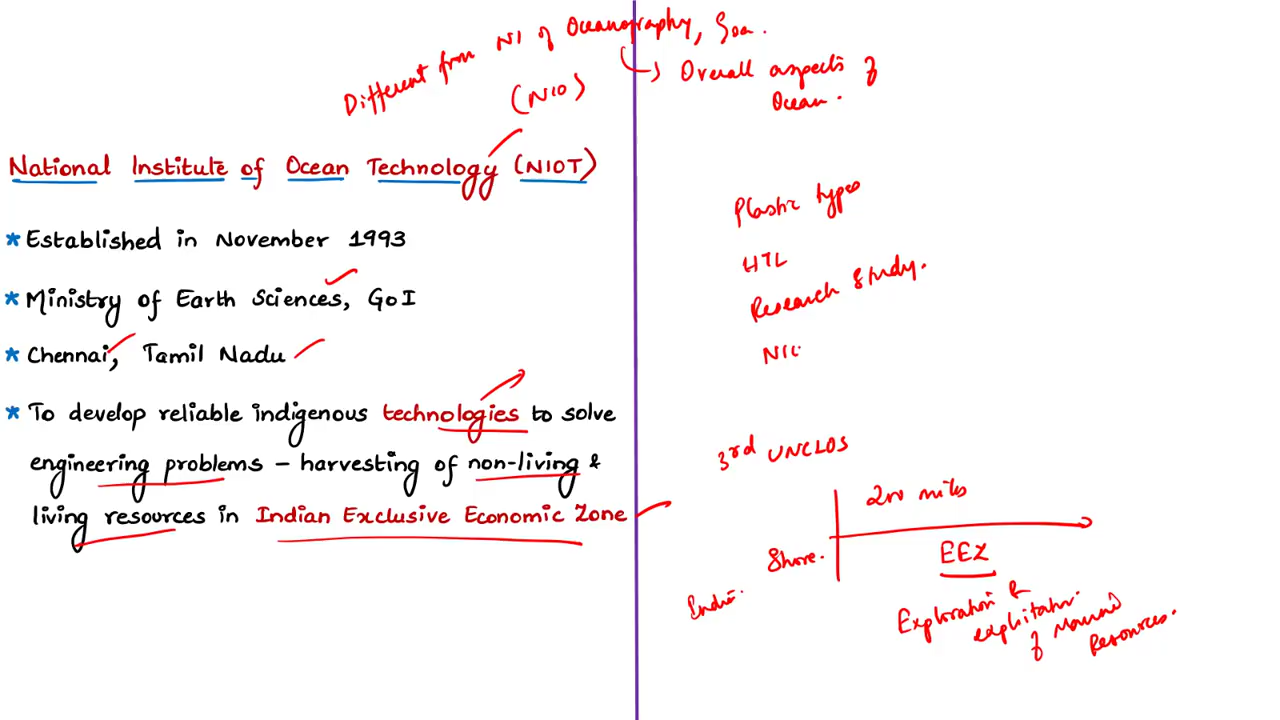 Different from NI of Oceanography, Goa.
(NIO)
Overall aspects of
Ocean.
National Institute of Ocean Technology (NIOT)
* Established in November 1993
* Ministry of Earth Sciences, GoI
* Chennai, Tamil Nadu
* To develop reliable indigenous technologies to solve
engineering problems – harvesting of non-living &
living resources in Indian Exclusive Economic Zone
Plastic types
HTL
Research Study.
3rd UNCLOS
200 miles
Shore.
EEZ
India.
Exploration &
of
Resources.